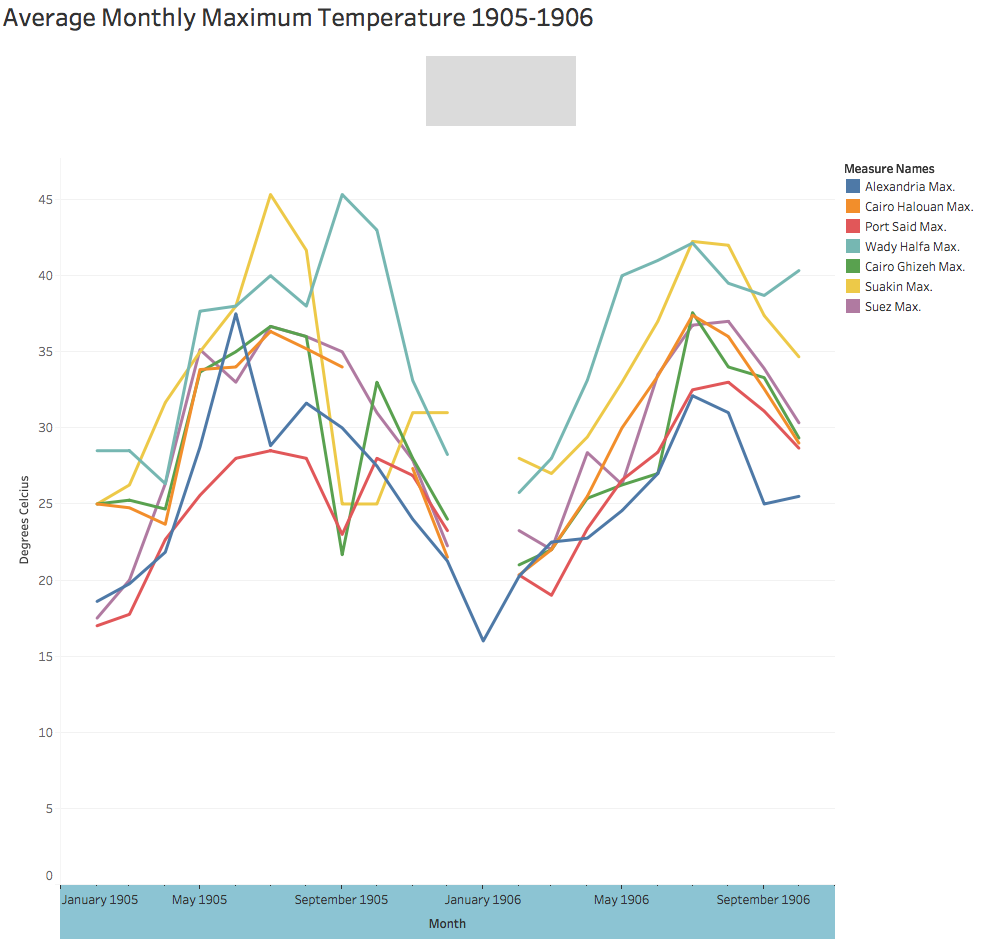 Average Monthly Maximum Temperature 1905-1906
Measure Names
Alexandria Max.
Cairo Halouan Max.
Port Said Max.
Wady Halfa Max.
Cairo Ghizeh Max.
Suakin Max.
Suez Max.
45
40
35
30
25
20
15
10
5
0
Degrees Celcius
January 1905 May 1905 September 1905 January 1906 May 1906 September 1906
Month